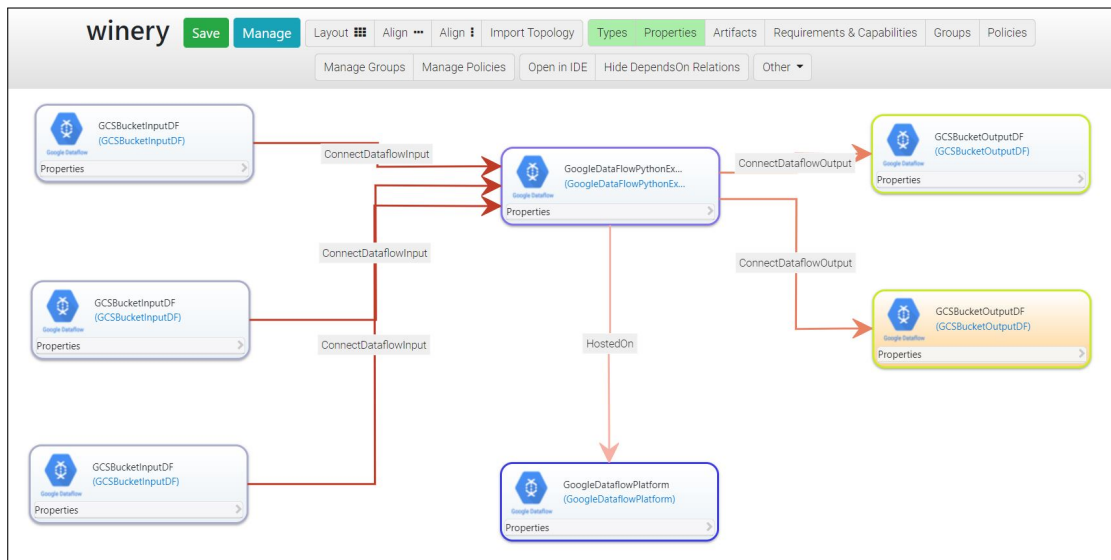 winery Save Manage Layout Align Align Import Topology Types Properties Artifacts Requirements & Capabilities Groups Policies
Manage Groups Manage Policies Open in IDE Hide DependsOn Relations Other
GCSBucketInputDF
(GCSBucketInputDF)
Google Dataflow
Properties
ConnectDataflowInput
GoogleDataFlowPythonEx...
(GoogleDataFlowPythonEx...
Google Dataflow
Properties
ConnectDataflowOutput
GCSBucketOutputDF
(GCSBucketOutputDF)
Google Dataflow
Properties
ConnectDataflowInput
ConnectDataflowOutput
GCSBucketInputDF
(GCSBucketInputDF)
Google Dataflow
Properties
ConnectDataflowInput
HostedOn
GCSBucketOutputDF
(GCSBucketOutputDF)
Google Dataflow
Properties
GCSBucketInputDF
(GCSBucketInputDF)
Google Dataflow
Properties
GoogleDataflowPlatform
(GoogleDataflowPlatform)
Google Dataflow
Properties